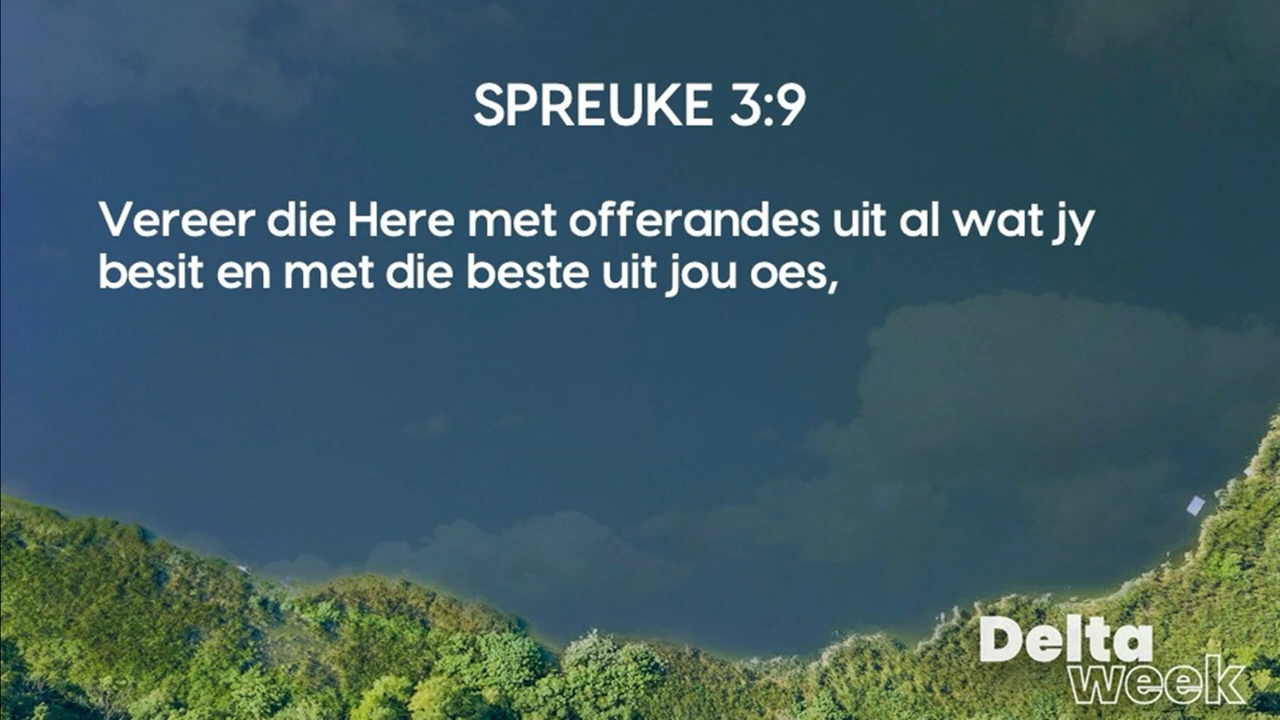 SPREUKE 3:9
Vereer die Here met offerandes uit al wat jy
besit en met die beste uit jou oes,
Delta
week